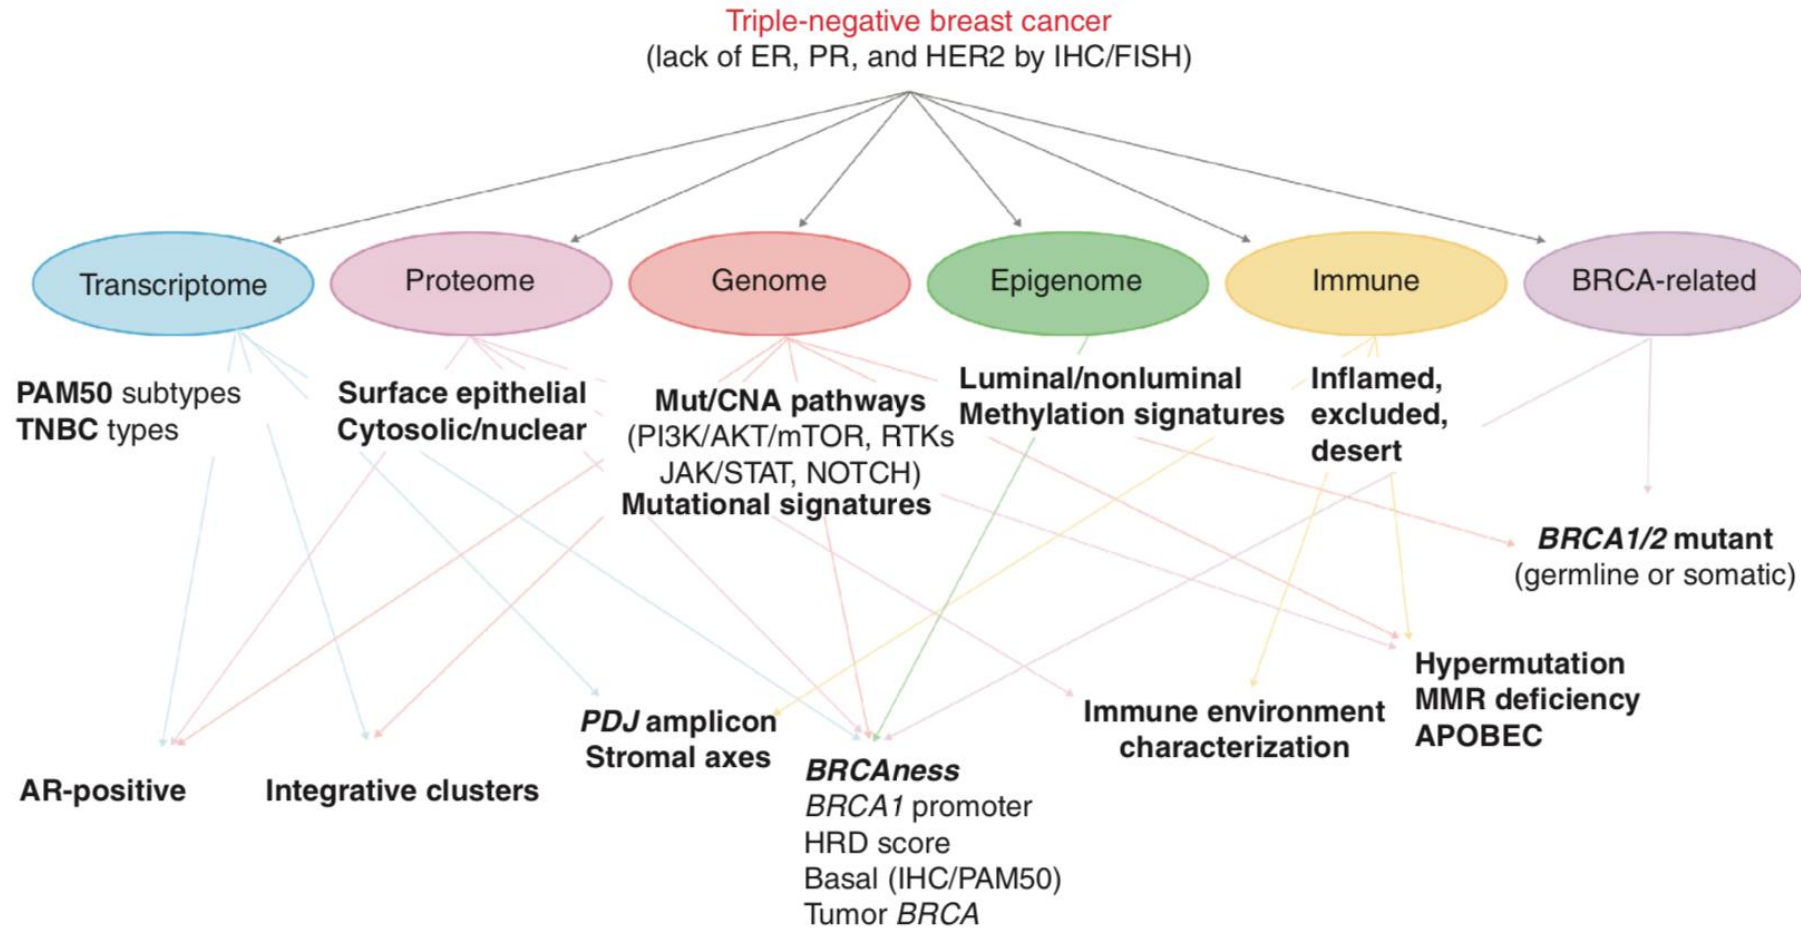 Triple-negative breast cancer
(lack of ER, PR, and HER2 by IHC/FISH)
Transcriptome
Proteome
Genome
Epigenome
Immune
BRCA-related
PAM50 subtypes
TNBC types
Surface epithelial
Cytosolic/nuclear
Mut/CNA pathways
(PI3K/AKT/mTOR, RTKs
JAK/STAT, NOTCH)
Mutational signatures
Luminal/nonluminal
Methylation signatures
Inflamed,
excluded,
desert
BRCA1/2 mutant
(germline or somatic)
AR-positive
Integrative clusters
PDJ amplicon
Stromal axes
BRCAness
BRCA1 promoter
HRD score
Basal (IHC/PAM50)
Tumor BRCA
Immune environment
characterization
Hypermutation
MMR deficiency
APOBEC